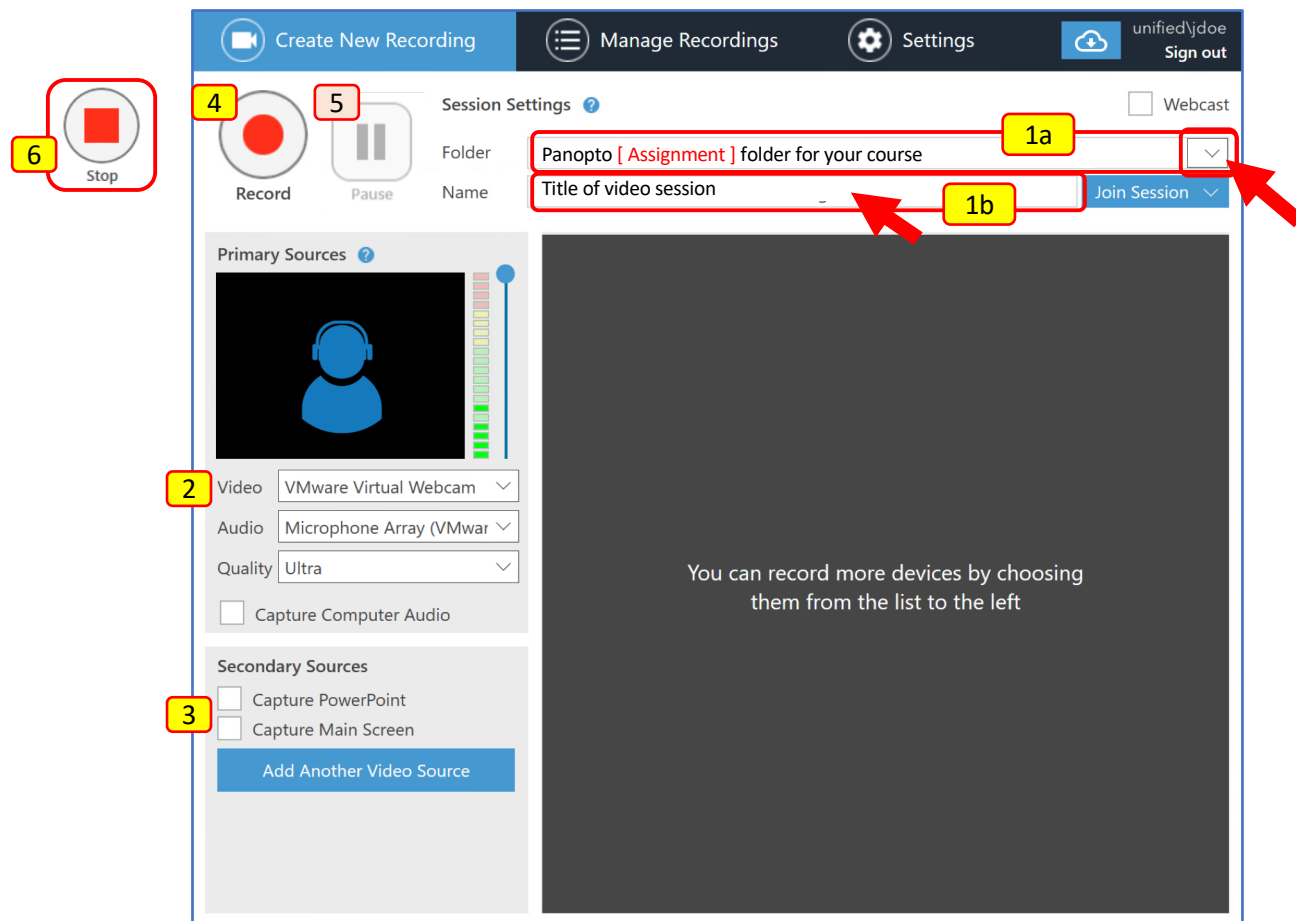 Create New Recording
Manage Recordings
Settings
unified\jdoe
Sign out
4
5
Session Settings ?
Webcast
6
Stop
1a
Folder
Panopto [ Assignment ] folder for your course
Record
Pause
Name
Title of video session
1b
Join Session
Primary Sources ?
2
Video
VMware Virtual Webcam
Audio
Microphone Array (VMwar
Quality
Ultra
Capture Computer Audio
You can record more devices by choosing
them from the list to the left
Secondary Sources
3
Capture PowerPoint
Capture Main Screen
Add Another Video Source